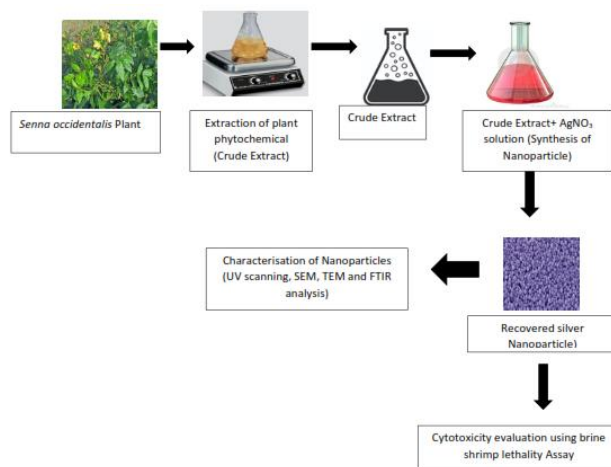 Senna occidentalis Plant
Extraction of plant
phytochemical
(Crude Extract)
Crude Extract
Crude Extract+ AgNO₃
solution (Synthesis of
Nanoparticle)
Characterisation of Nanoparticles
(UV scanning, SEM, TEM and FTIR
analysis)
Recovered silver
Nanoparticle)
Cytotoxicity evaluation using brine
shrimp lethality Assay